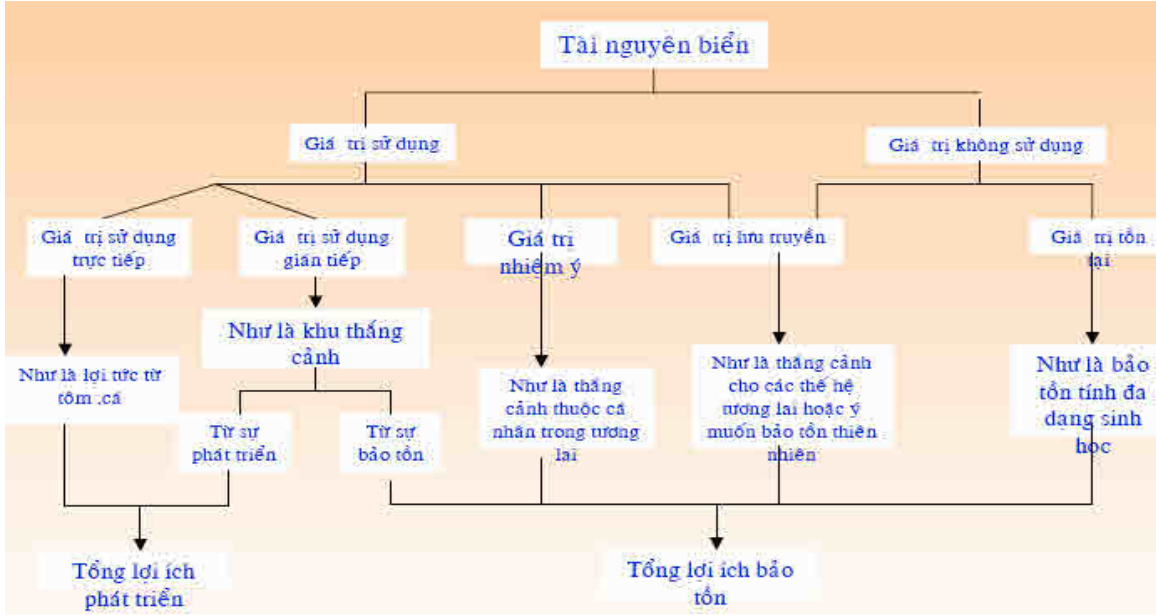 Tài nguyên biển
Giá trị sử dụng
Giá trị không sử dụng
Giá trị sử dụng
trực tiếp
Giá trị sử dụng
gián tiếp
Giá trị
nhiệm ý
Giá trị lưu truyền
Giá trị tồn
tại
Như là lợi tức từ
tôm ,cá
Như là khu thắng
cảnh
Từ sự
phát triển
Từ sự
bảo tồn
Như là thắng
cảnh thuộc cá
nhân trong tương
lai
Như là thắng cảnh
cho các thế hệ
tương lai hoặc ý
muốn bảo tồn thiên
nhiên
Như là bảo
tồn tính đa
dạng sinh
học
Tổng lợi ích
phát triển
Tổng lợi ích bảo
tồn